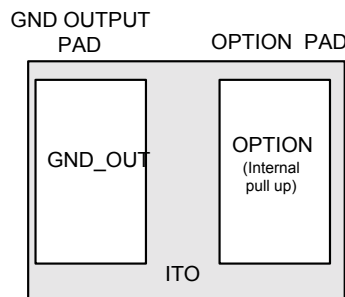 GND OUTPUT
PAD
OPTION PAD
GND_OUT
OPTION
(Internal
pull up)
ITO